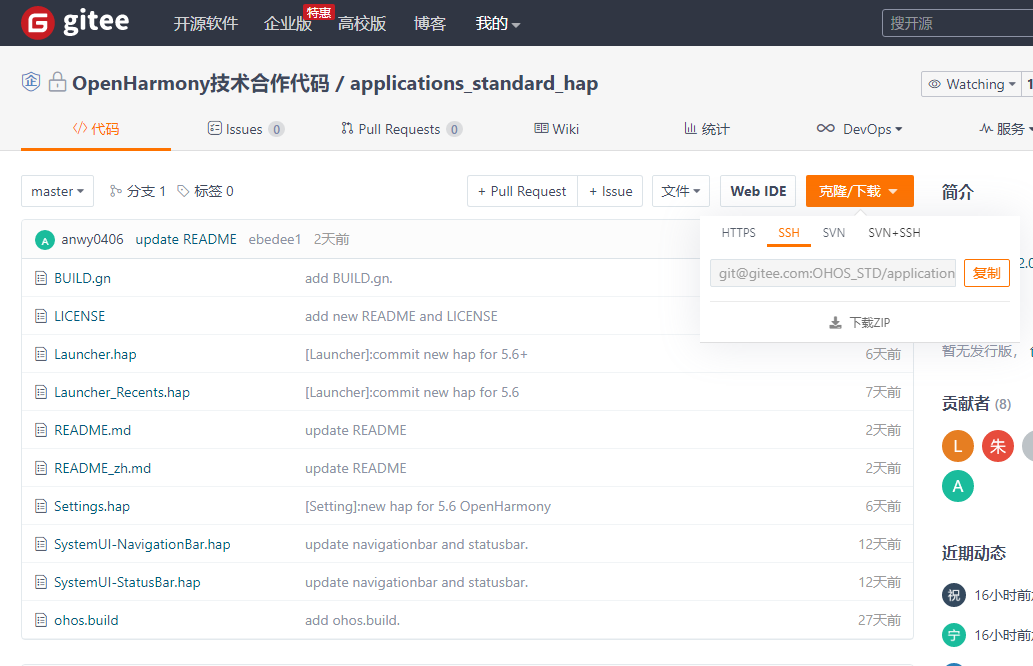 gitee
开源软件 企业版 特惠 高校版 博客 我的
搜开源
企 OpenHarmony技术合作代码 / applications_standard_hap
Watching
代码 Issues 0 Pull Requests 0 Wiki 统计 DevOps 服务
master 分支 1 标签 0 + Pull Request + Issue 文件 Web IDE 克隆/下载
简介
A anwy0406 update README ebedee1 2天前
HTTPS SSH SVN SVN+SSH
git@gitee.com:OHOS_STD/application 复制
下载ZIP
BUILD.gn add BUILD.gn.
LICENSE add new README and LICENSE
Launcher.hap [Launcher]:commit new hap for 5.6+ 6天前
暂无发行版,
Launcher_Recents.hap [Launcher]:commit new hap for 5.6 7天前
贡献者 (8)
README.md update README 2天前
L 朱
README_zh.md update README 2天前
A
Settings.hap [Setting]:new hap for 5.6 OpenHarmony 6天前
SystemUI-NavigationBar.hap update navigationbar and statusbar. 12天前
近期动态
SystemUI-StatusBar.hap update navigationbar and statusbar. 12天前
祝 16小时前
ohos.build add ohos.build. 27天前
宁 16小时前